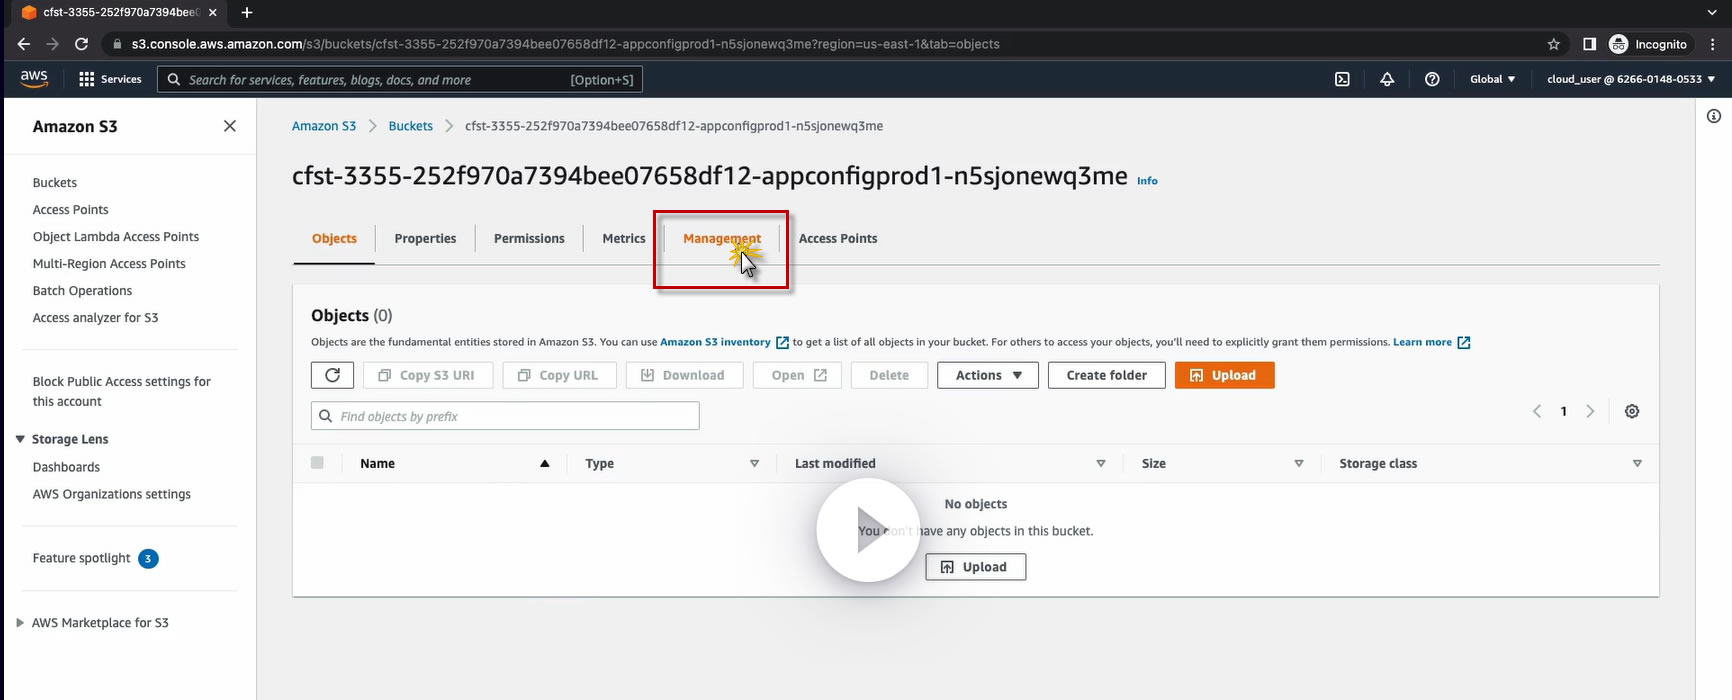 cfst-3355-252f970a7394bee0
s3.console.aws.amazon.com/s3/buckets/cfst-3355-252f970a7394bee07658df12-appconfigprod1-n5sjonewq3me?region=us-east-1&tab=objects
Incognito
aws
Services
Search for services, features, blogs, docs, and more [Option+S]
Global
cloud_user @ 6266-0148-0533
Amazon S3
Buckets
Access Points
Object Lambda Access Points
Multi-Region Access Points
Batch Operations
Access analyzer for S3
Block Public Access settings for
this account
Storage Lens
Dashboards
AWS Organizations settings
Feature spotlight 3
AWS Marketplace for S3
Amazon S3 Buckets cfst-3355-252f970a7394bee07658df12-appconfigprod1-n5sjonewq3me
cfst-3355-252f970a7394bee07658df12-appconfigprod1-n5sjonewq3me Info
Objects Properties Permissions Metrics Management Access Points
Objects (0)
Objects are the fundamental entities stored in Amazon S3. You can use Amazon S3 inventory to get a list of all objects in your bucket. For others to access your objects, you'll need to explicitly grant them permissions. Learn more
Copy S3 URI Copy URL Download Open Delete Actions Create folder Upload
Find objects by prefix
1
Name Type Last modified Size Storage class
No objects
You don't have any objects in this bucket.
Upload